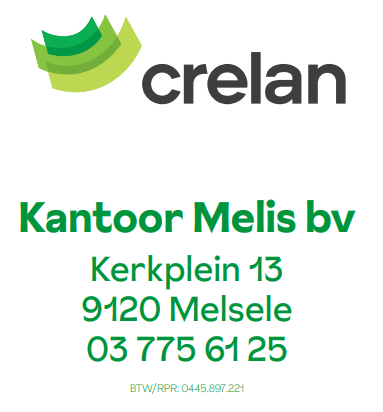 crelan
Kantoor Melis bv
Kerkplein 13
9120 Melsele
03 775 61 25
BTW/RPR: 0445.897.221